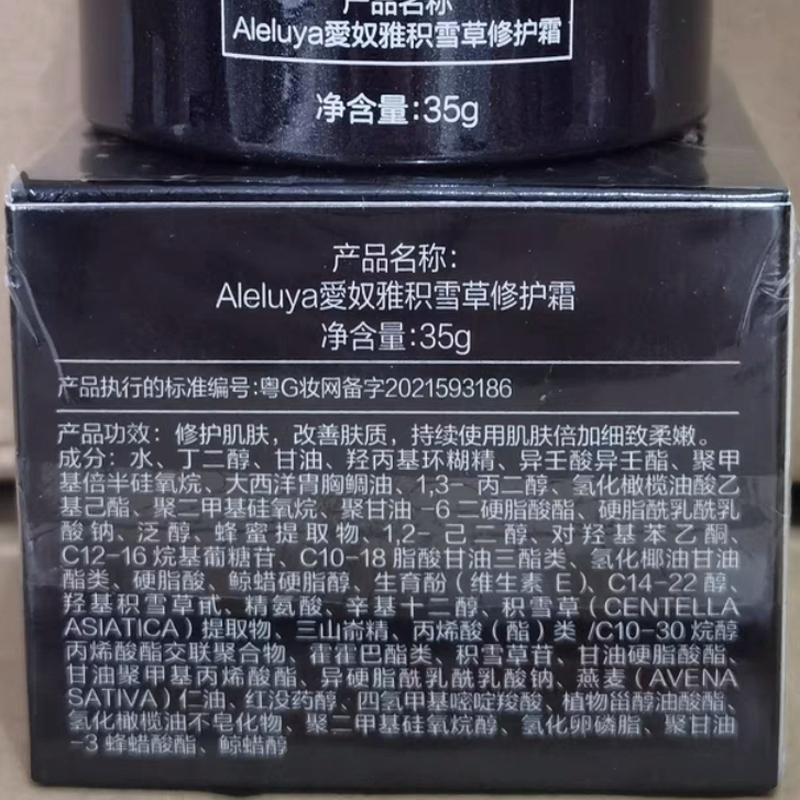 产品名称
Aleluya愛奴雅积雪草修护霜
净含量:35g
产品名称:
Aleluya愛奴雅积雪草修护霜
净含量:35g
产品执行的标准编号:粤G妆网备字2021593186
产品功效：修护肌肤，改善肤质，持续使用肌肤倍加细致柔嫩。
成分：水、丁二醇、甘油、羟丙基环糊精、异壬酸异壬酯、聚甲
基倍半硅氧烷、大西洋胄胸鲷油、1,3-丙二醇、氢化橄榄油酸乙
基己酯、聚二甲基硅氧烷、聚甘油-6二硬脂酸酯、硬脂酰乳酰乳
酸钠、泛醇、蜂蜜提取物、1,2-己二醇、对羟基苯乙酮、
C12-16烷基葡糖苷、C10-18脂酸甘油三酯类、氢化椰油甘油
酯类、硬脂酸、鲸蜡硬脂醇、生育酚（维生素E）、C14-22醇、
羟基积雪草甙、精氨酸、辛基十二醇、积雪草（CENTELLA
ASIATICA）提取物、三山嵛精、丙烯酸（酯）类/C10-30烷醇
丙烯酸酯交联聚合物、霍霍巴酯类、积雪草苷、甘油硬脂酸酯、
甘油聚甲基丙烯酸酯、异硬脂酰乳酰乳酸钠、燕麦（AVENA
SATIVA）仁油、红没药醇、四氢甲基嘧啶羧酸、植物甾醇油酸酯、
氢化橄榄油不皂化物、聚二甲基硅氧烷醇、氢化卵磷脂、聚甘油
-3蜂蜡酸酯、鲸蜡醇